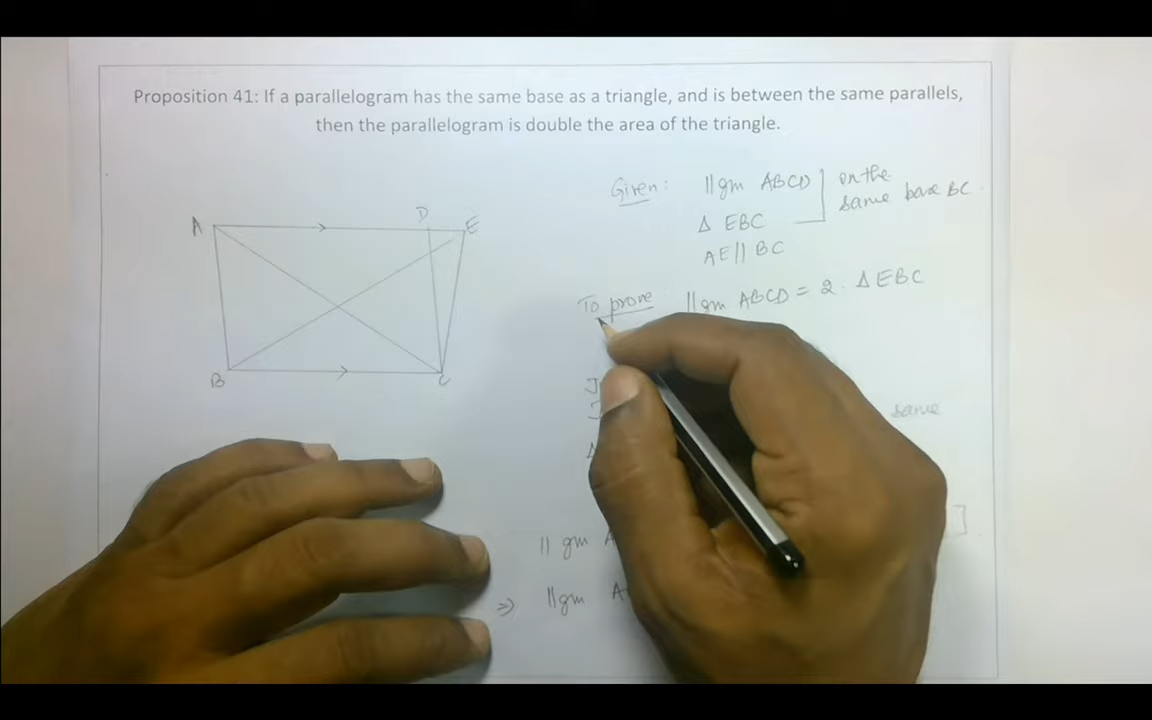 Proposition 41: If a parallelogram has the same base as a triangle, and is between the same parallels,
then the parallelogram is double the area of the triangle.
Given: ||gm ABCD on the
same base BC
Δ EBC
AE || BC
To prove ||gm ABCD = 2. Δ EBC
A D E
B C
same
Δ
|| gm A
⇒ ||gm A